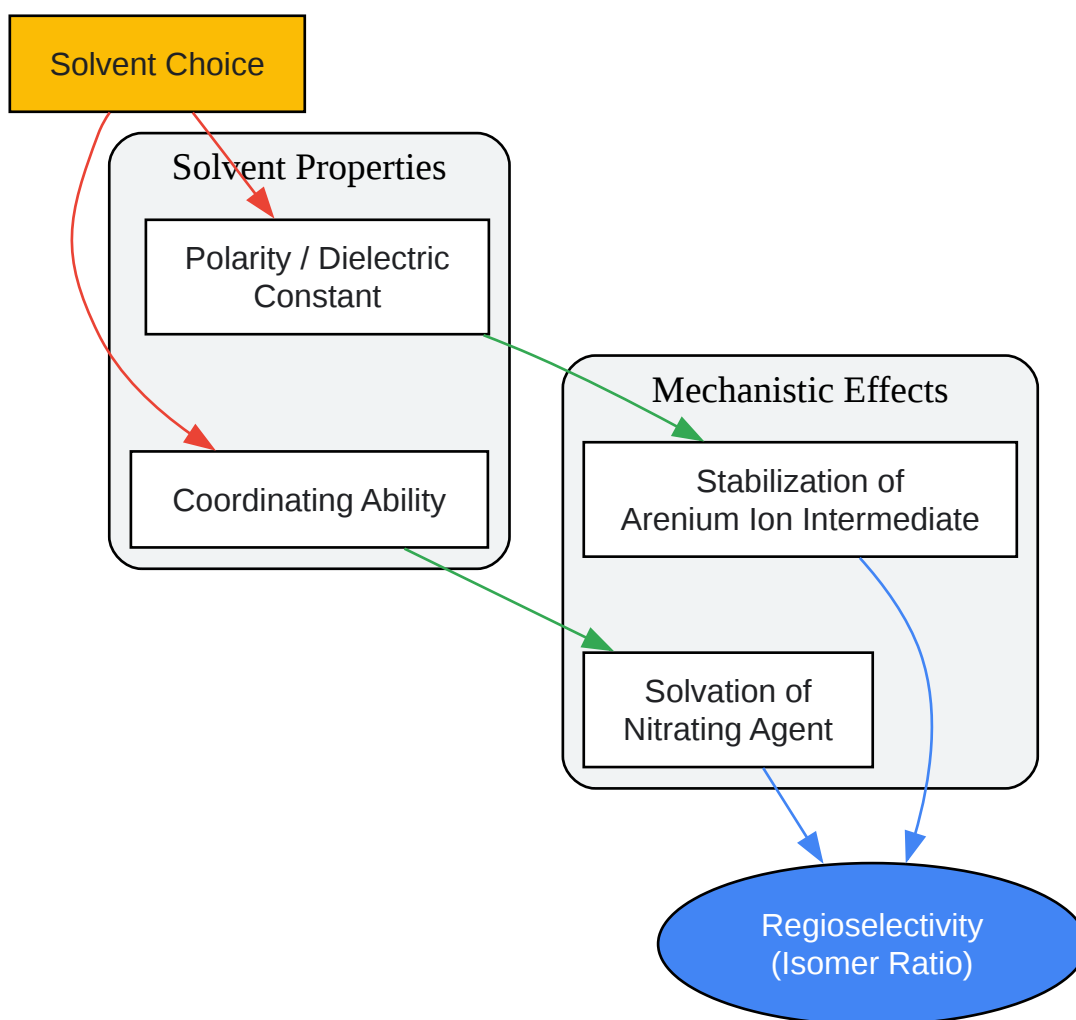 Solvent Choice
Solvent Properties
Polarity / Dielectric
Constant
Coordinating Ability
Mechanistic Effects
Stabilization of
Arenium Ion Intermediate
Solvation of
Nitrating Agent
Regioselectivity
(Isomer Ratio)